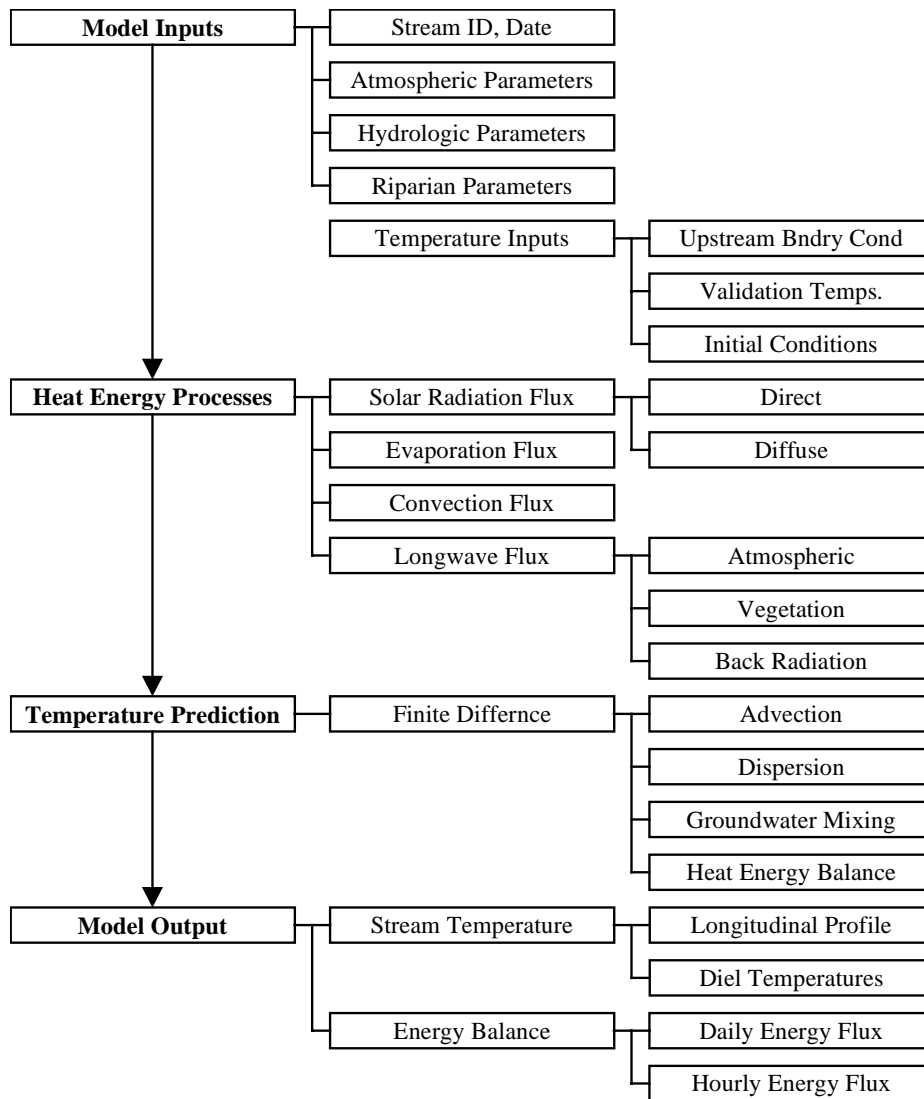 Model Inputs
Stream ID, Date
Atmospheric Parameters
Hydrologic Parameters
Riparian Parameters
Temperature Inputs
Upstream Bndry Cond
Validation Temps.
Initial Conditions
Heat Energy Processes
Solar Radiation Flux
Direct
Diffuse
Evaporation Flux
Convection Flux
Longwave Flux
Atmospheric
Vegetation
Back Radiation
Temperature Prediction
Finite Differnce
Advection
Dispersion
Groundwater Mixing
Heat Energy Balance
Model Output
Stream Temperature
Longitudinal Profile
Diel Temperatures
Energy Balance
Daily Energy Flux
Hourly Energy Flux